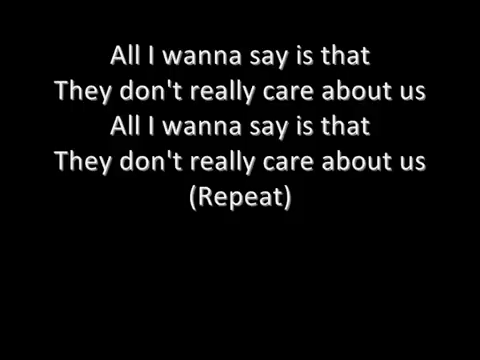 All I wanna say is that
They don't really care about us
All I wanna say is that
They don't really care about us
(Repeat)